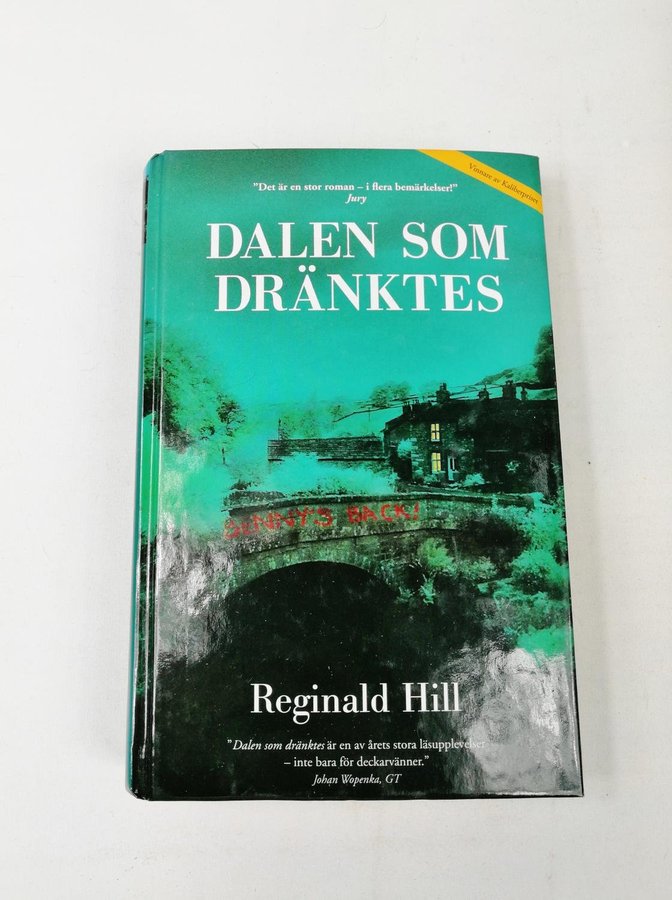 Vinnare av Kaliberpriset
"Det är en stor roman – i flera bemärkelser!"
Jury
DALEN SOM
DRÄNKTES
BENNYS BACK!
Reginald Hill
"Dalen som dränktes är en av årets stora läsupplevelser
– inte bara för deckarvänner."
Johan Wopenka, GT